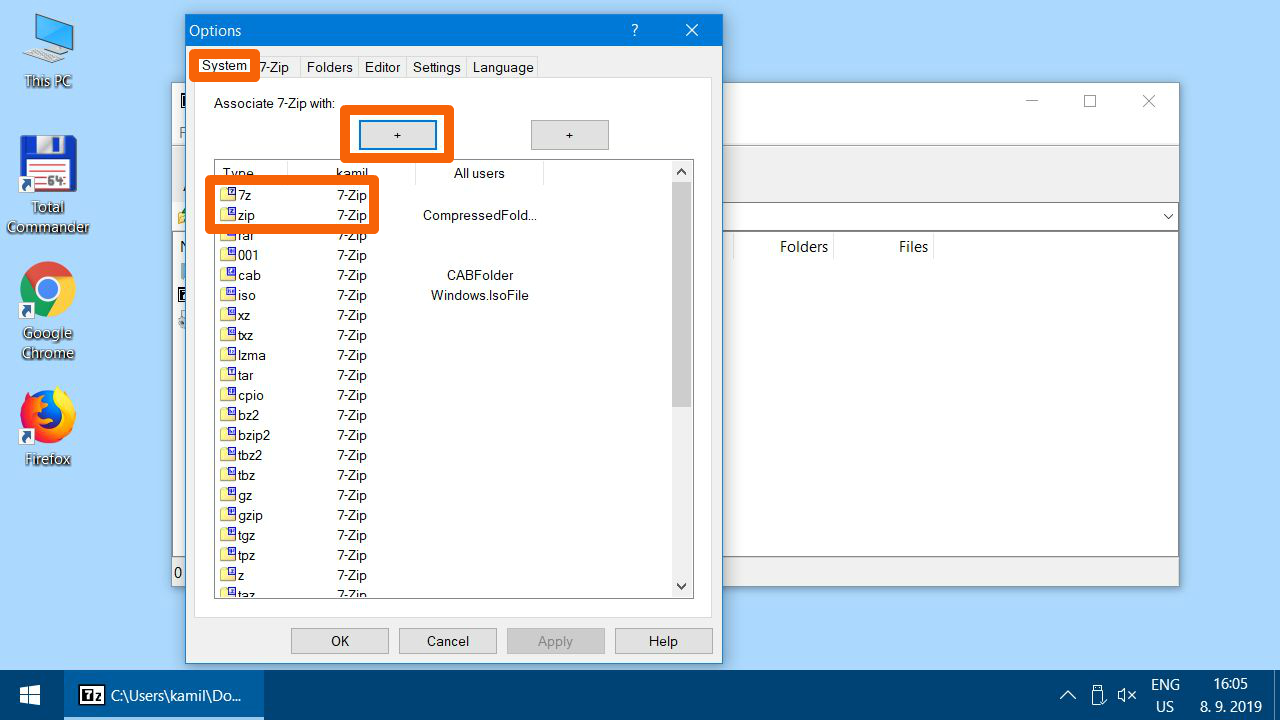 This PC
Total
Commander
64.
Google
Chrome
Firefox
Options
?
System
7-Zip
Folders
Editor
Settings
Language
Associate 7-Zip with:
+
+
Type kamil All users
7z 7-Zip
zip 7-Zip CompressedFold...
rar 7-Zip
001 7-Zip
cab 7-Zip CABFolder
iso 7-Zip Windows.IsoFile
xz 7-Zip
txz 7-Zip
lzma 7-Zip
tar 7-Zip
cpio 7-Zip
bz2 7-Zip
bzip2 7-Zip
tbz2 7-Zip
tbz 7-Zip
gz 7-Zip
gzip 7-Zip
tgz 7-Zip
tpz 7-Zip
z 7-Zip
taz 7-Zip
OK
Cancel
Apply
Help
Folders
Files
0
7z C:\Users\kamil\Do...
ENG
US
16:05
8. 9. 2019